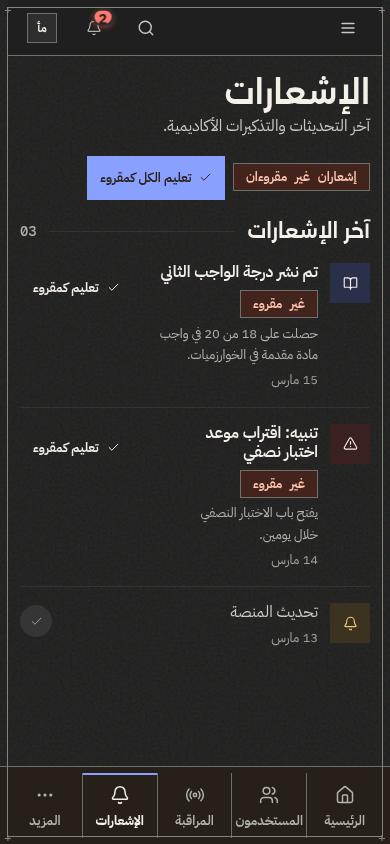 2
مأ
الإشعارات
آخر التحديثات والتذكيرات الأكاديمية.
إشعاران غير مقروءان
تعليم الكل كمقروء
آخر الإشعارات
03
تم نشر درجة الواجب الثاني
تعليم كمقروء
غير مقروء
حصلت على 18 من 20 في واجب
مادة مقدمة في الخوارزميات.
15 مارس
تنبيه: اقتراب موعد
اختبار نصفي
تعليم كمقروء
غير مقروء
يفتح باب الاختبار النصفي
خلال يومين.
14 مارس
تحديث المنصة
13 مارس
الرئيسية
المستخدمون
المراقبة
الإشعارات
المزيد